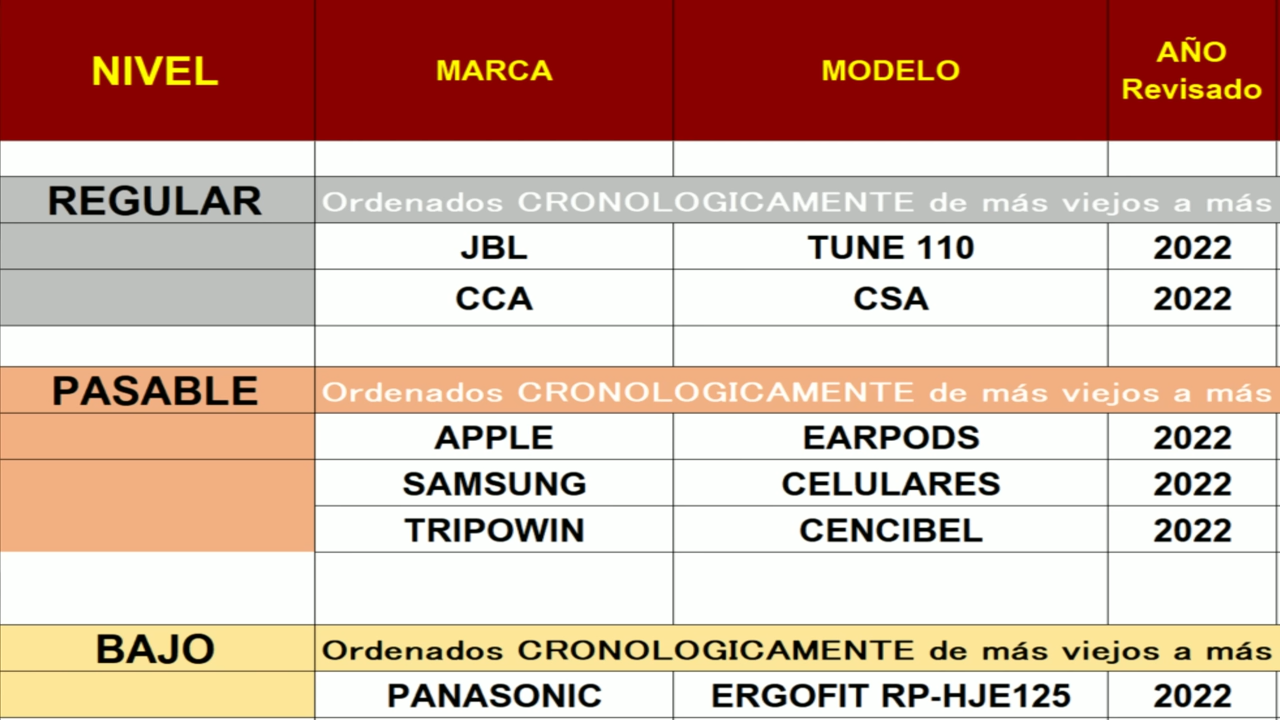 NIVEL MARCA MODELO AÑO Revisado
REGULAR Ordenados CRONOLOGICAMENTE de más viejos a más
JBL TUNE 110 2022
CCA CSA 2022
PASABLE Ordenados CRONOLOGICAMENTE de más viejos a más
APPLE EARPODS 2022
SAMSUNG CELULARES 2022
TRIPOWIN CENCIBEL 2022
BAJO Ordenados CRONOLOGICAMENTE de más viejos a más
PANASONIC ERGOFIT RP-HJE125 2022